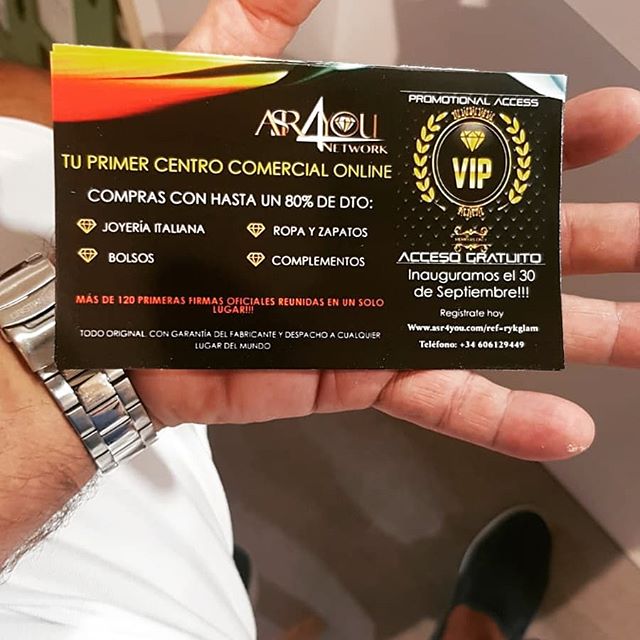 ASR4YOU
NETWORK
TU PRIMER CENTRO COMERCIAL ONLINE
COMPRAS CON HASTA UN 80% DE DTO:
JOYERÍA ITALIANA
ROPA Y ZAPATOS
BOLSOS
COMPLEMENTOS
MÁS DE 120 PRIMERAS FIRMAS OFICIALES REUNIDAS EN UN SOLO
LUGAR!!!
TODO ORIGINAL. CON GARANTÍA DEL FABRICANTE Y DESPACHO A CUALQUIER
LUGAR DEL MUNDO
PROMOTIONAL ACCESS
VIP
ACCESO GRATUITO
Inauguramos el 30
de Septiembre!!!
Registrate hoy
www.asr4you.com/ref=rykglam
Teléfono: +34 606129449